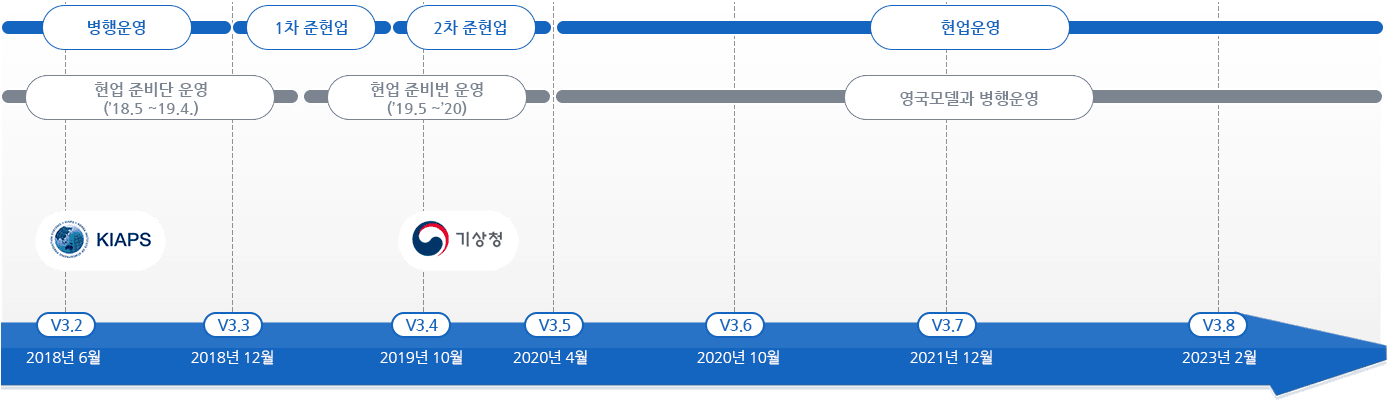 병행운영
1차 준현업
2차 준현업
현업운영
현업 준비단 운영
('18.5 ~19.4.)
현업 준비번 운영
('19.5 ~'20)
영국모델과 병행운영
KIAPS
기상청
V3.2
V3.3
V3.4
V3.5
V3.6
V3.7
V3.8
2018년 6월
2018년 12월
2019년 10월
2020년 4월
2020년 10월
2021년 12월
2023년 2월